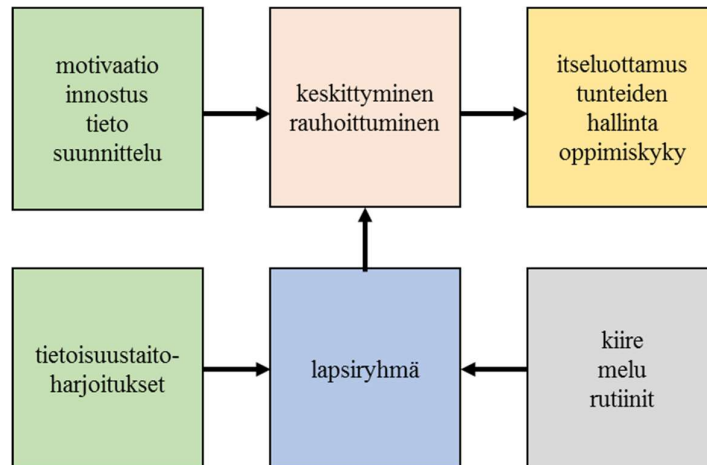 motivaatio
innostus
tieto
suunnittelu
keskittyminen
rauhoittuminen
itseluottamus
tunteiden
hallinta
oppimiskyky
tietoisuustaito-
harjoitukset
lapsiryhmä
kiire
melu
rutiinit